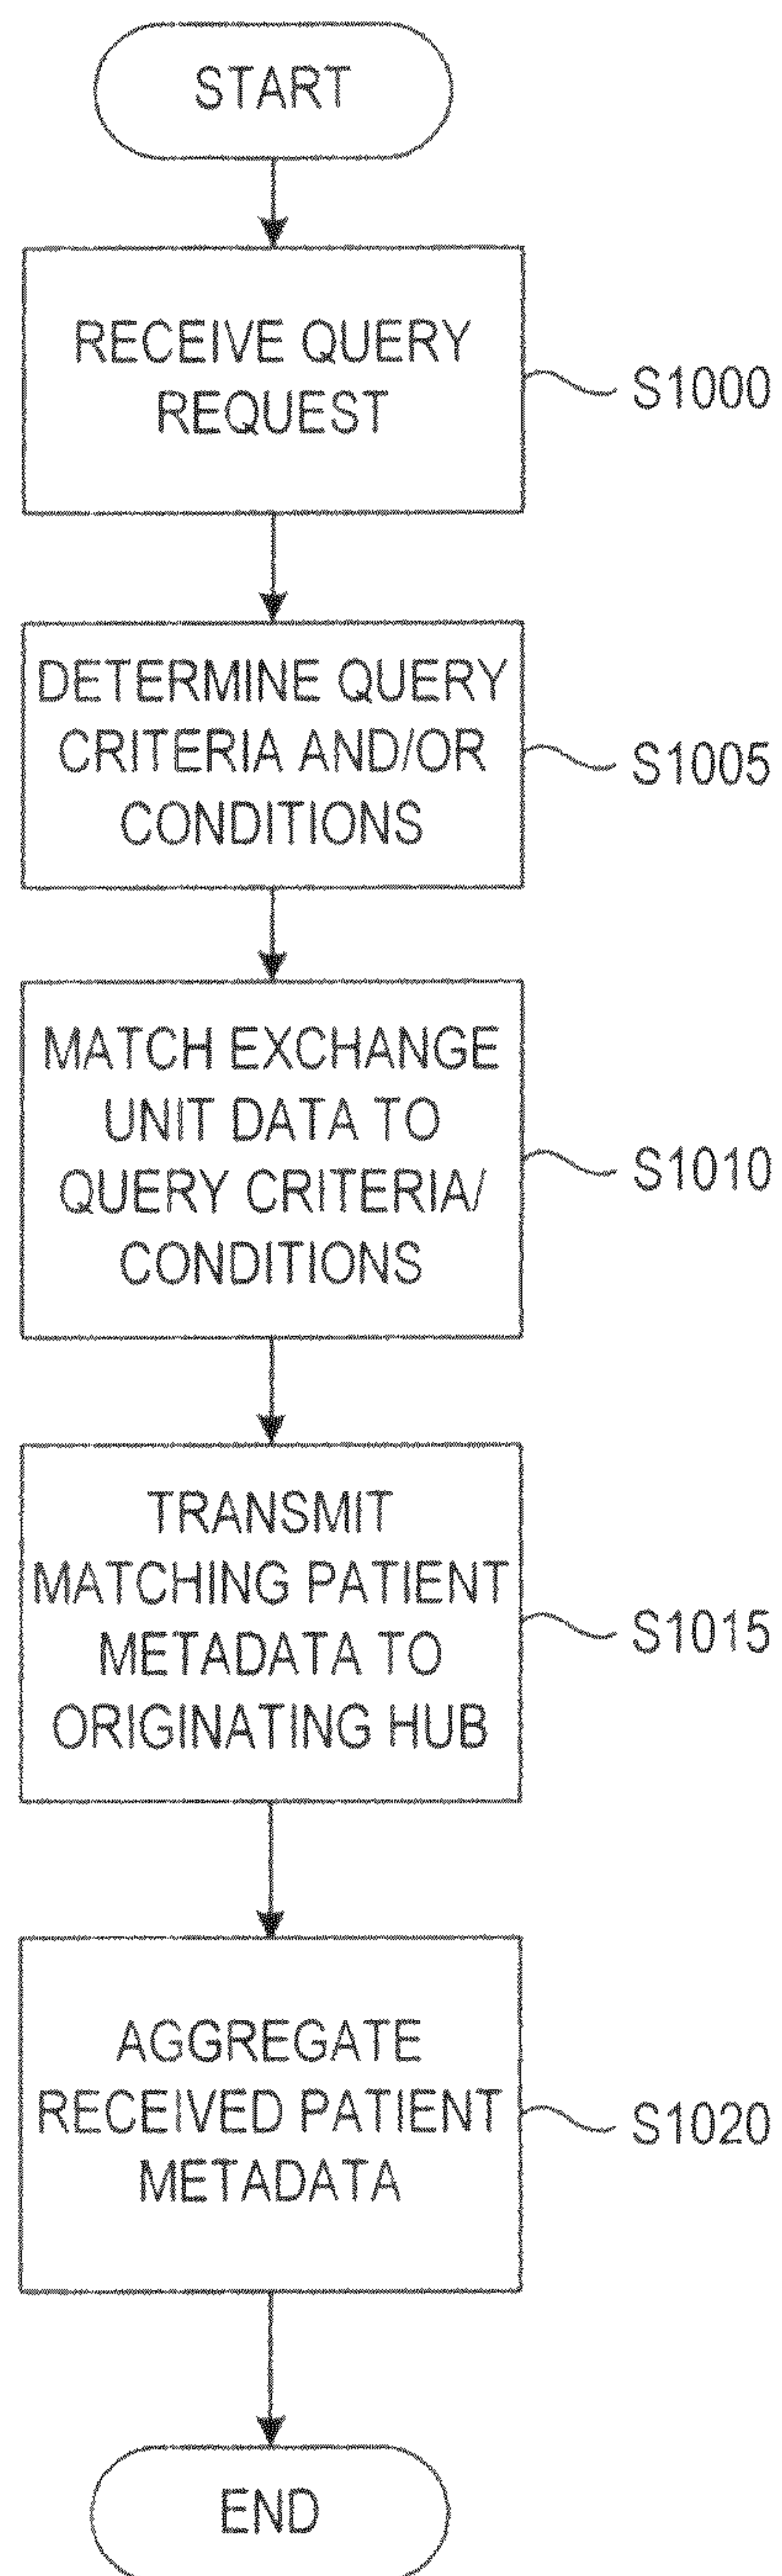 START
RECEIVE QUERY
REQUEST
S1000
DETERMINE QUERY
CRITERIA AND/OR
CONDITIONS
S1005
MATCH EXCHANGE
UNIT DATA TO
QUERY CRITERIA/
CONDITIONS
S1010
TRANSMIT
MATCHING PATIENT
METADATA TO
ORIGINATING HUB
S1015
AGGREGATE
RECEIVED PATIENT
METADATA
S1020
END